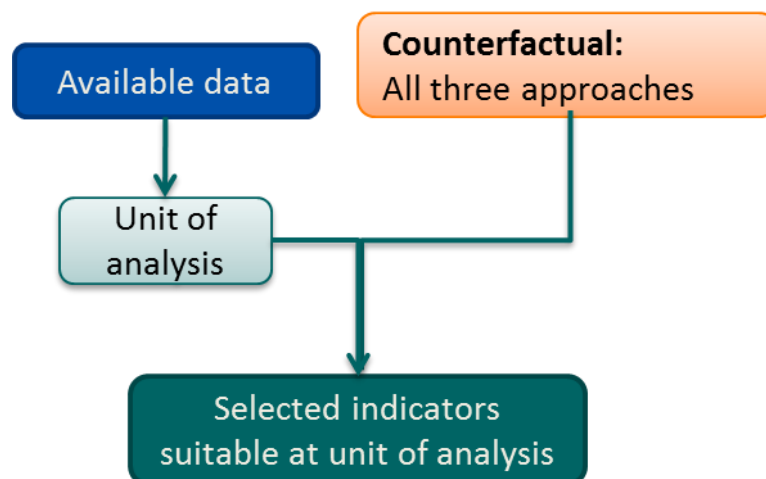 Available data
Counterfactual:
All three approaches
Unit of
analysis
Selected indicators
suitable at unit of analysis